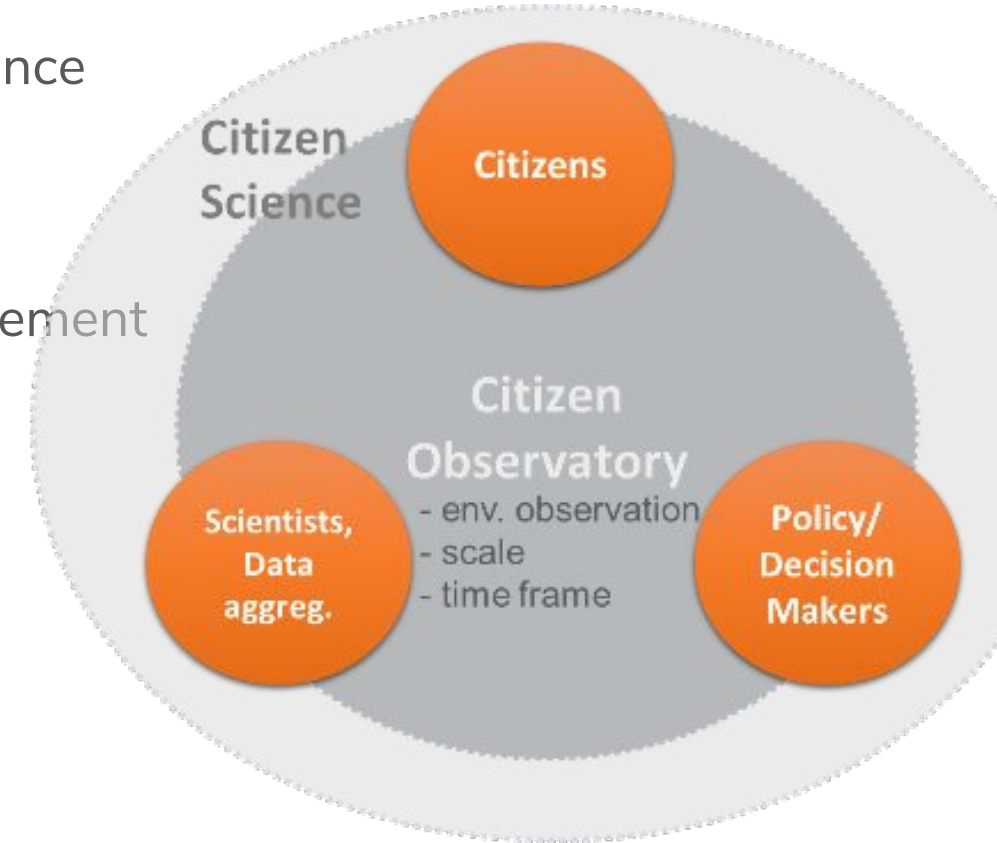 nce
Citizen
Science
Citizens
ement
Citizen
Observatory
- env. observation
- scale
- time frame
Scientists,
Data
aggreg.
Policy/
Decision
Makers